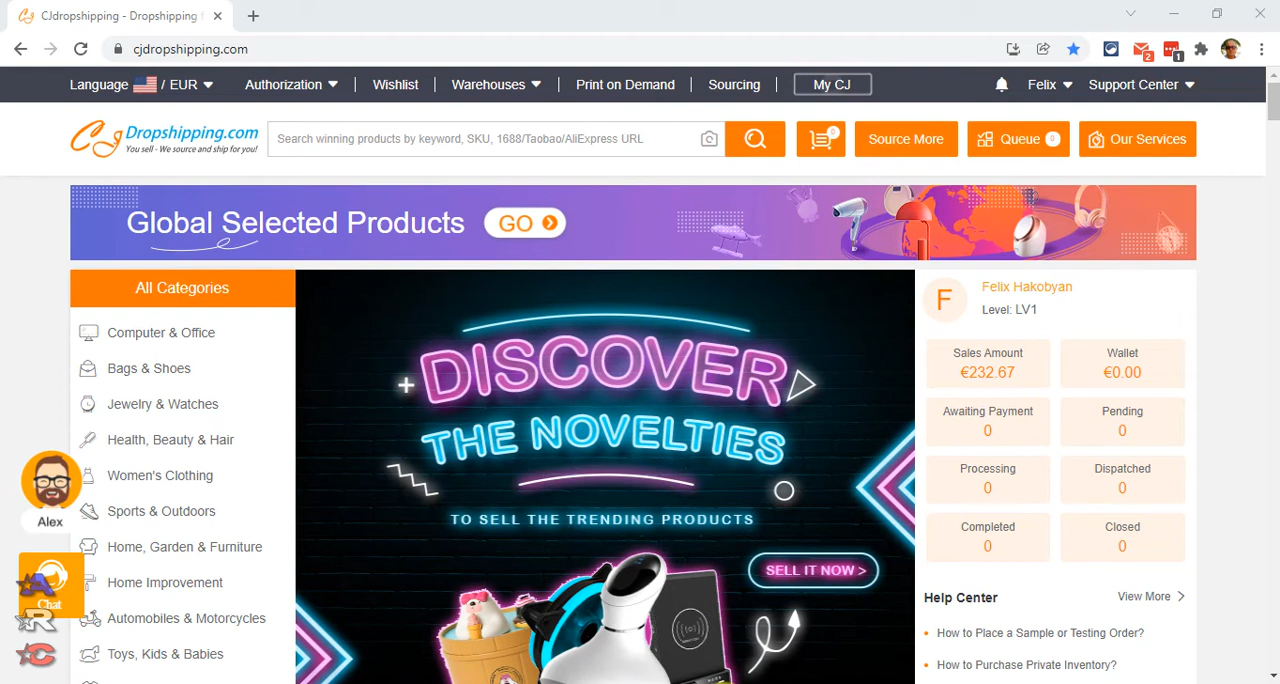 CJdropshipping - Dropshipping
cjdropshipping.com
2
1
Language / EUR Authorization Wishlist Warehouses Print on Demand Sourcing My CJ Felix Support Center
CJ Dropshipping.com
You sell - We source and ship for you!
Search winning products by keyword, SKU, 1688/Taobao/AliExpress URL
0
Source More
Queue 0
Our Services
Global Selected Products GO
All Categories
Computer & Office
Bags & Shoes
Jewelry & Watches
Health, Beauty & Hair
Women's Clothing
Sports & Outdoors
Home, Garden & Furniture
Home Improvement
Automobiles & Motorcycles
Toys, Kids & Babies
Alex
Chat
A
R
C
DISCOVER
THE NOVELTIES
TO SELL THE TRENDING PRODUCTS
SELL IT NOW >
F
Felix Hakobyan
Level: LV1
Sales Amount Wallet
€232.67 €0.00
Awaiting Payment Pending
0 0
Processing Dispatched
0 0
Completed Closed
0 0
Help Center View More
How to Place a Sample or Testing Order?
How to Purchase Private Inventory?